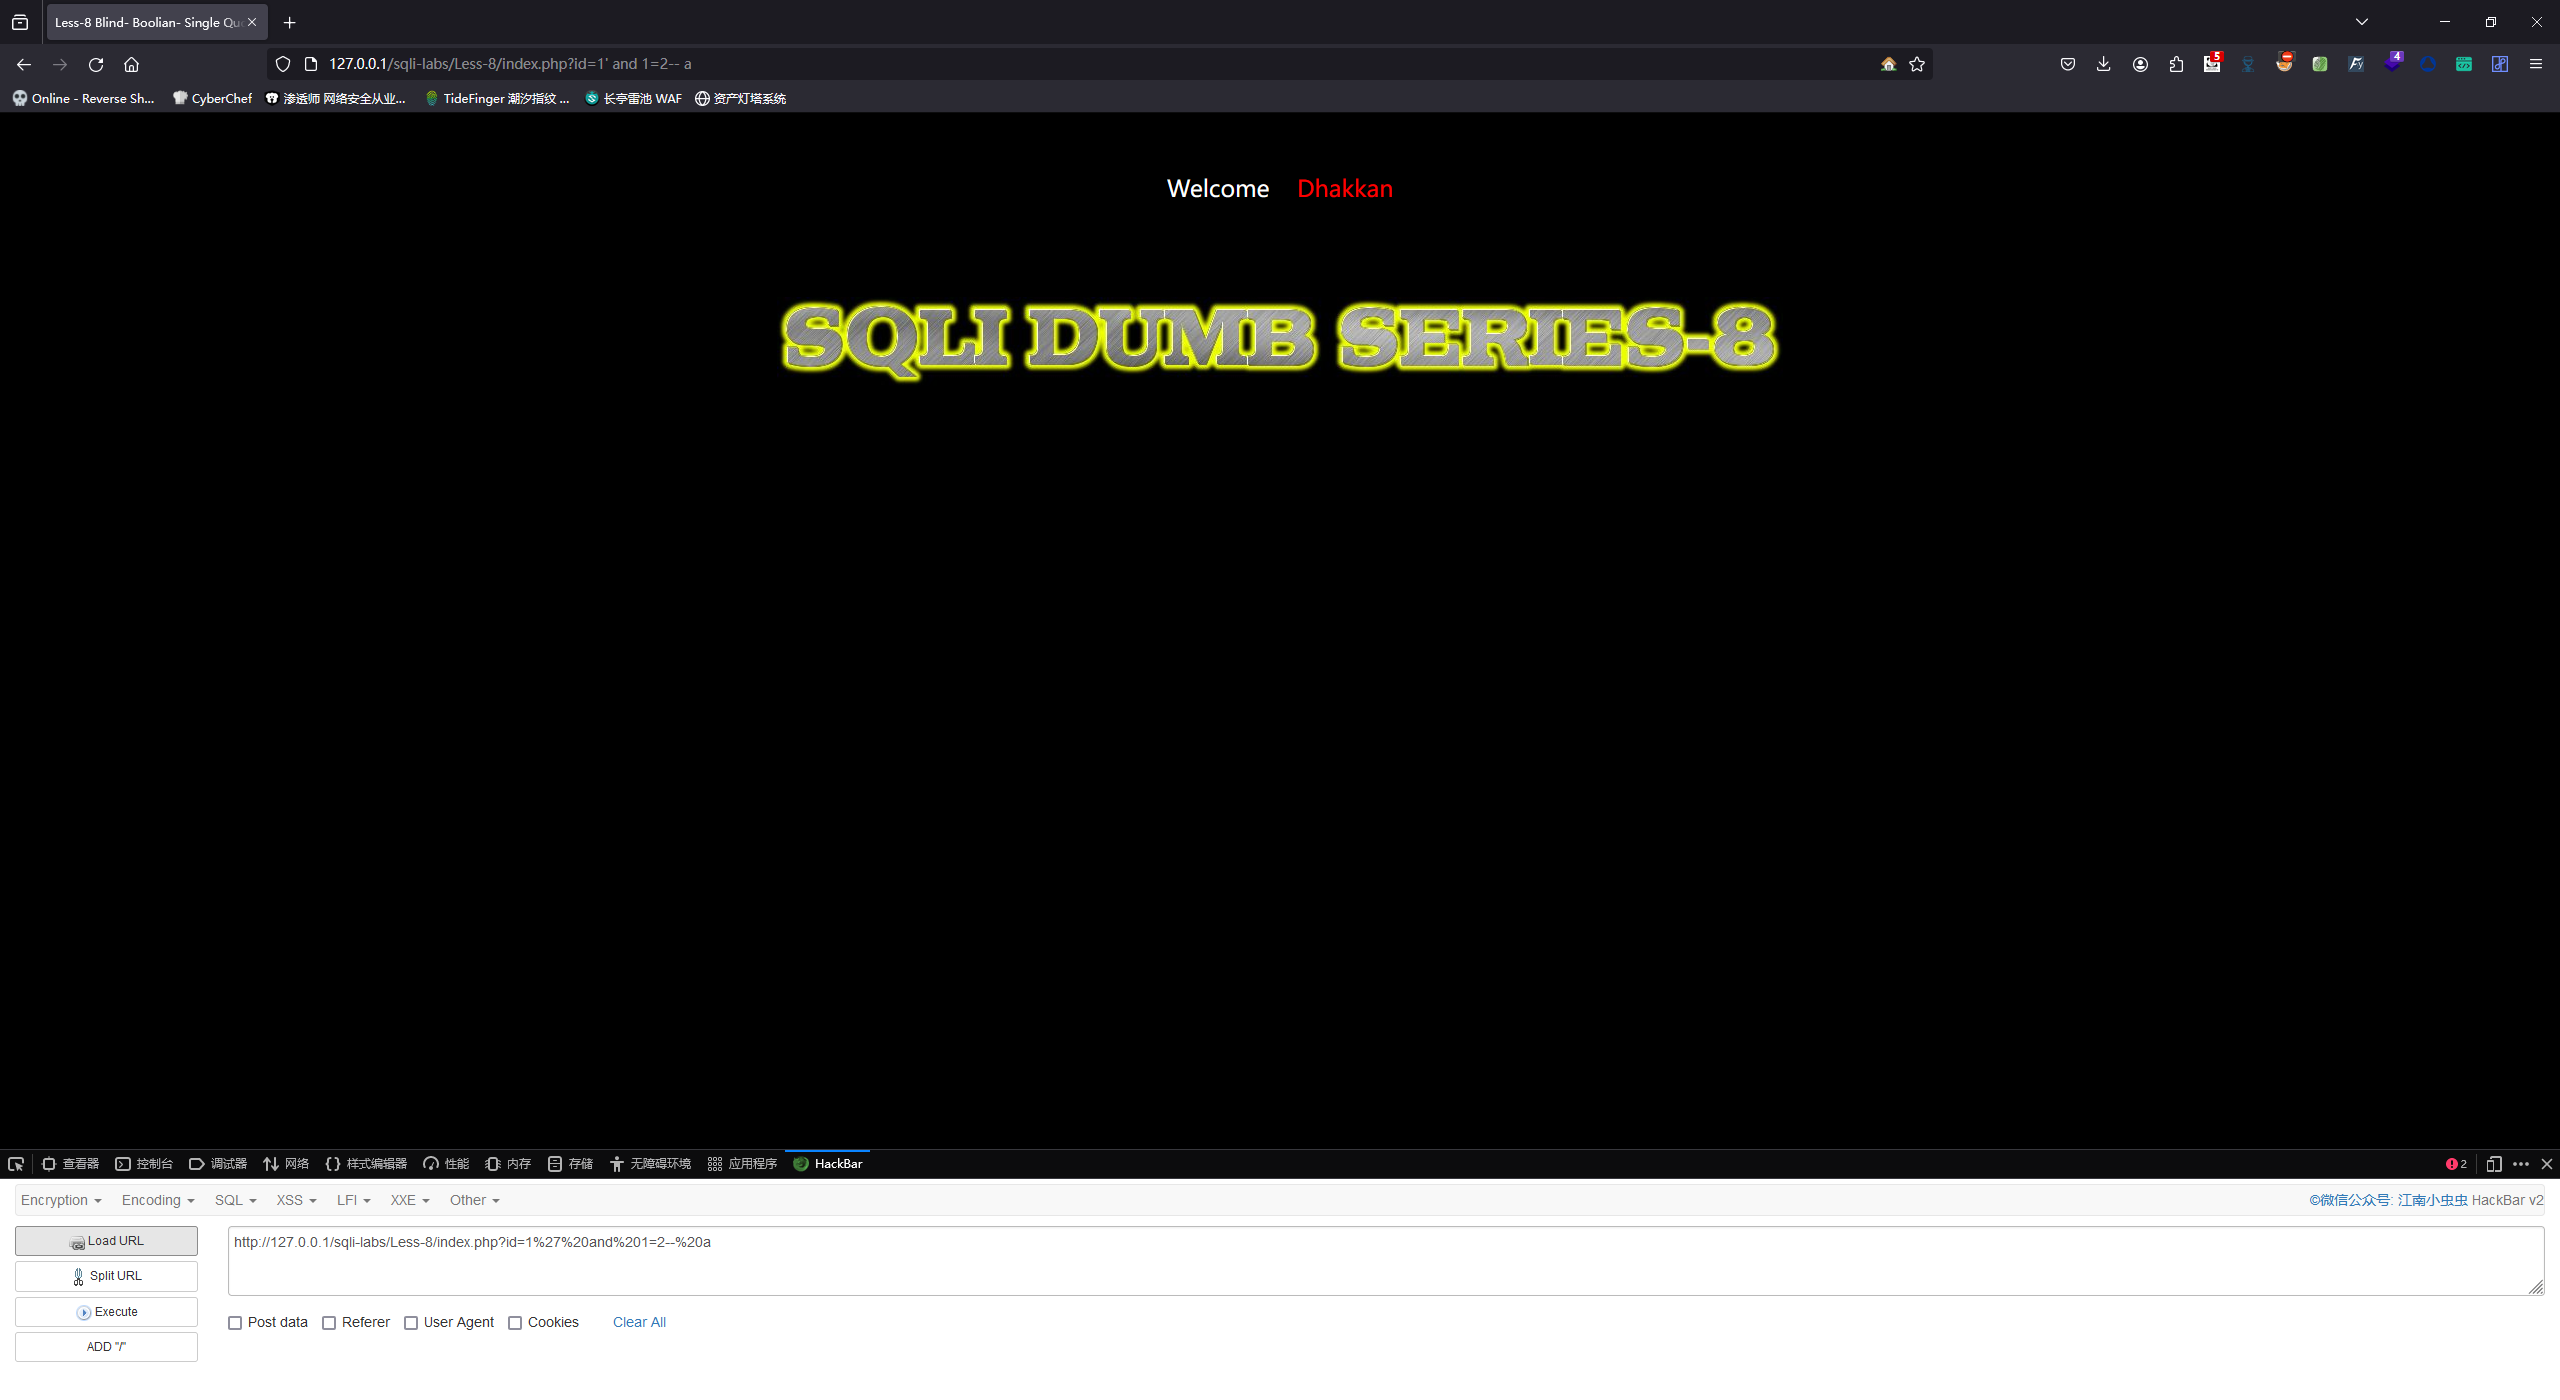 Less-8 Blind- Boolian- Single Qu
127.0.0.1/sqli-labs/Less-8/index.php?id=1' and 1=2-- a
5
4
Online - Reverse Sh... CyberChef 渗透师 网络安全从业... TideFinger 潮汐指纹 ... 长亭雷池 WAF 资产灯塔系统
Welcome Dhakkan
SQLI DUMB SERIES-8
查看器 控制台 调试器 网络 样式编辑器 性能 内存 存储 无障碍环境 应用程序 HackBar 2
Encryption Encoding SQL XSS LFI XXE Other ©微信公众号: 江南小虫虫 HackBar v2
Load URL
http://127.0.0.1/sqli-labs/Less-8/index.php?id=1%27%20and%201=2--%20a
Split URL
Execute
Post data Referer User Agent Cookies Clear All
ADD "/"